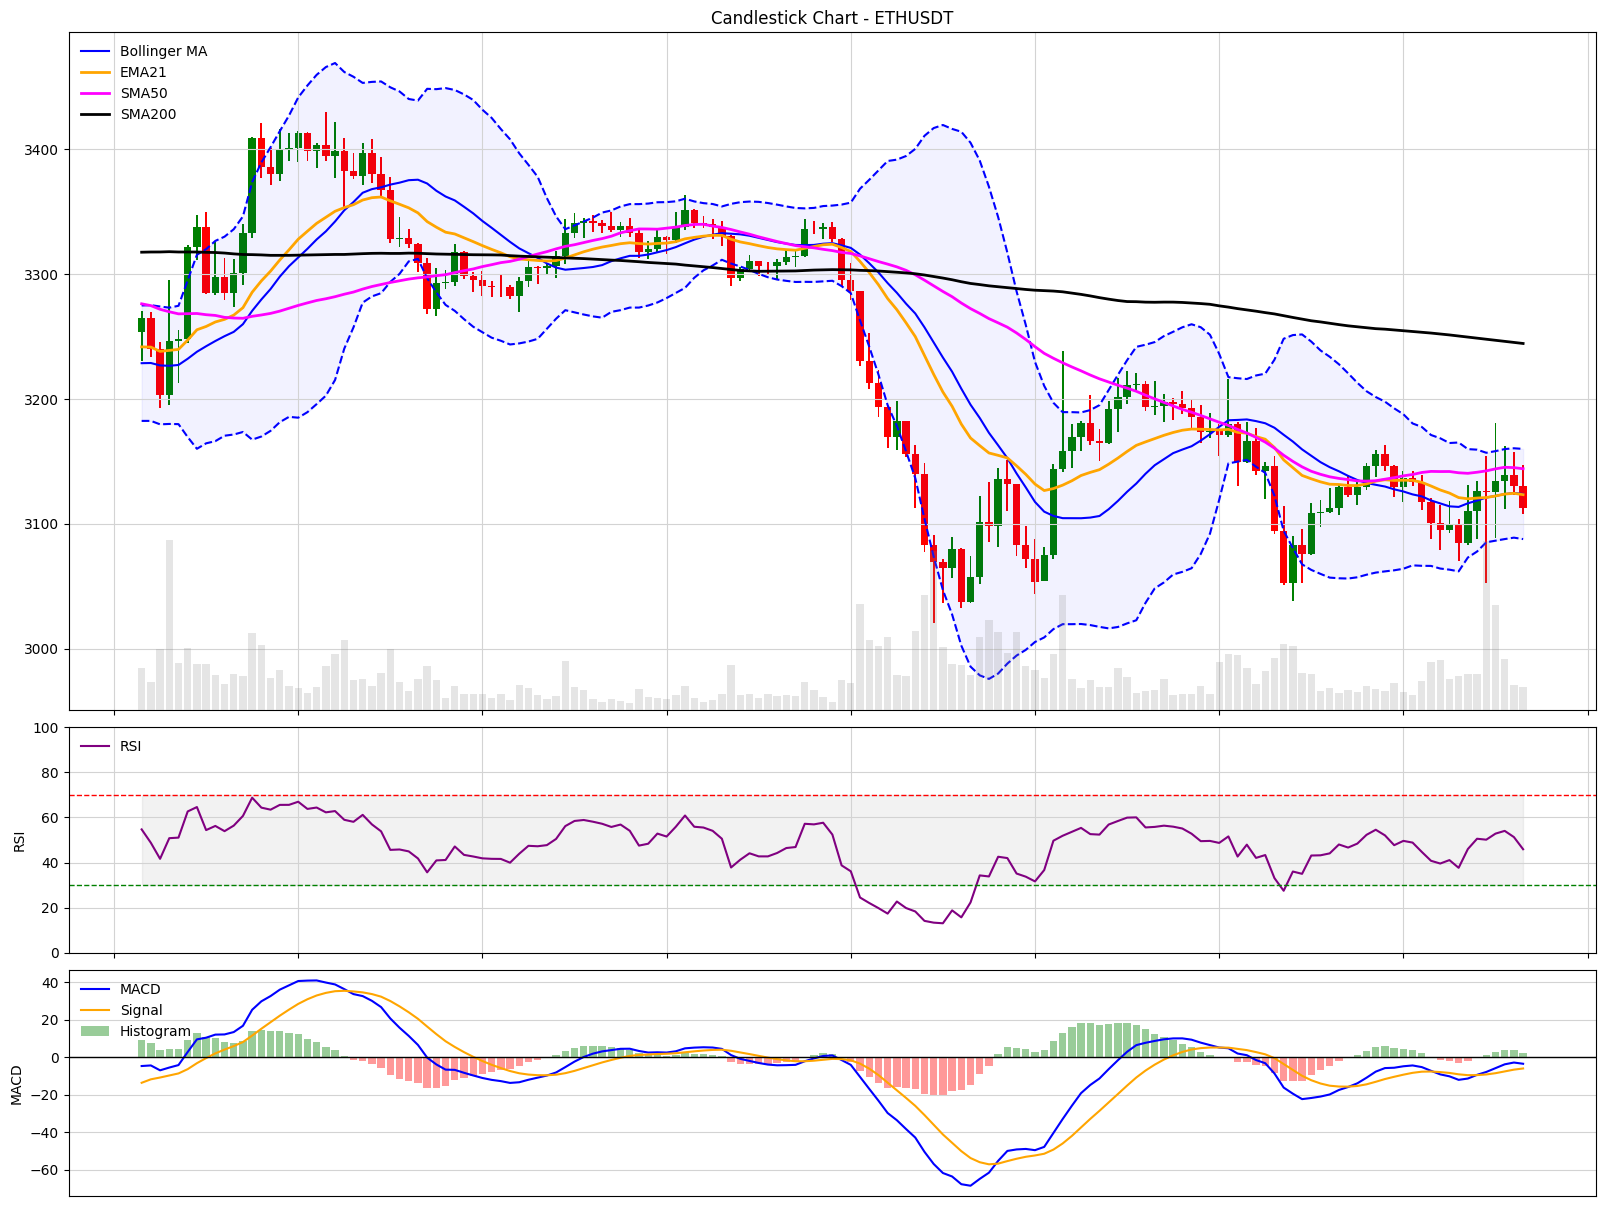 Candlestick Chart - ETHUSDT
Bollinger MA
EMA21
SMA50
SMA200
3400
3300
3200
3100
3000
100
RSI
80
60
RSI
40
20
0
40
MACD
20
Signal
Histogram
0
MACD
−20
−40
−60